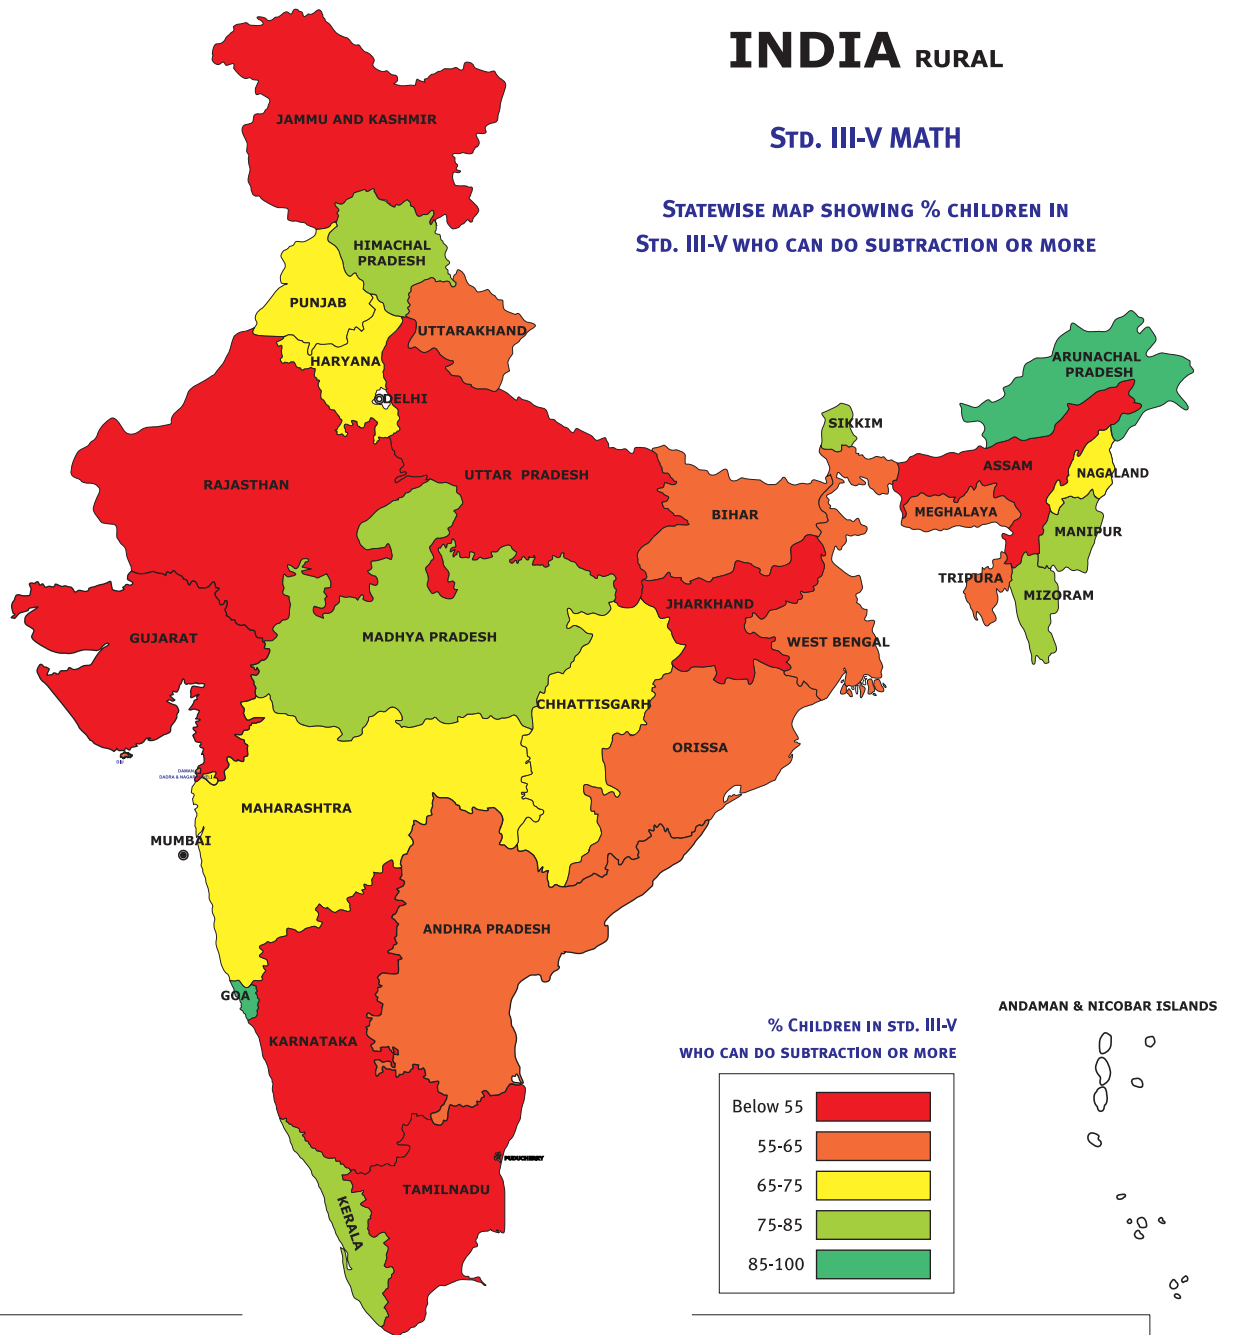 INDIA RURAL
STD. III-V MATH
STATEWISE MAP SHOWING % CHILDREN IN
STD. III-V WHO CAN DO SUBTRACTION OR MORE
JAMMU AND KASHMIR
HIMACHAL
PRADESH
PUNJAB
UTTARAKHAND
HARYANA
DELHI
ARUNACHAL
PRADESH
SIKKIM
RAJASTHAN
UTTAR PRADESH
ASSAM
NAGALAND
BIHAR
MEGHALAYA
MANIPUR
TRIPURA
MIZORAM
JHARKHAND
GUJARAT
MADHYA PRADESH
WEST BENGAL
CHHATTISGARH
ORISSA
DIU
DAMAN
DADRA & NAGAR
MAHARASHTRA
MUMBAI
ANDHRA PRADESH
GOA
KARNATAKA
ANDAMAN & NICOBAR ISLANDS
% CHILDREN IN STD. III-V
WHO CAN DO SUBTRACTION OR MORE
Below 55
55-65
65-75
75-85
85-100
PUDUCHERRY
TAMILNADU
KERALA